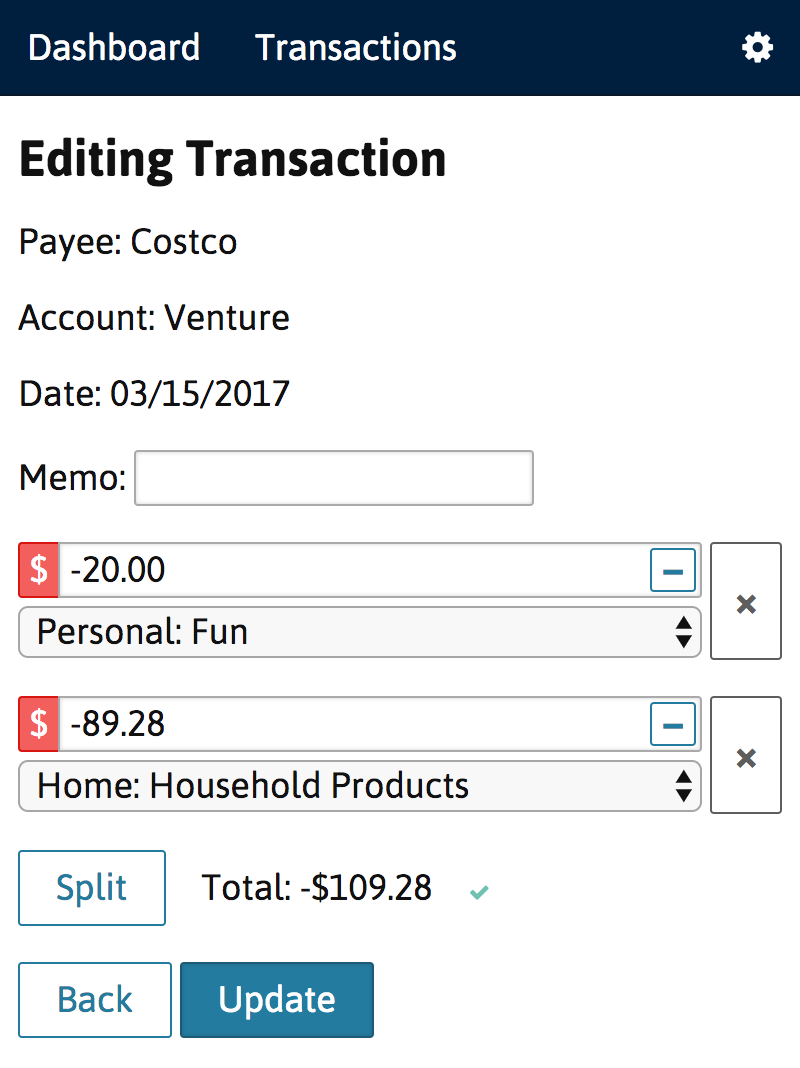 Dashboard Transactions
Editing Transaction
Payee: Costco
Account: Venture
Date: 03/15/2017
Memo:
$ -20.00
Personal: Fun
$ -89.28
Home: Household Products
Split Total: -$109.28
Back Update